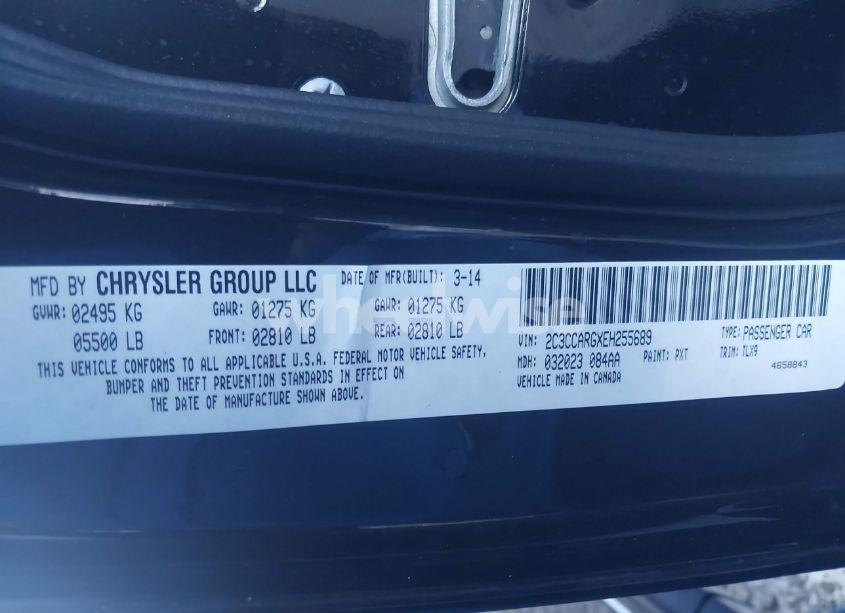 MFD BY CHRYSLER GROUP LLC DATE OF MFR(BUILT): 3-14
GVWR: 02495 KG GAWR: 01275 KG GAWR: 01275 KG
05500 LB FRONT: 02810 LB REAR: 02810 LB
THIS VEHICLE CONFORMS TO ALL APPLICABLE U.S.A. FEDERAL MOTOR VEHICLE SAFETY,
BUMPER AND THEFT PREVENTION STANDARDS IN EFFECT ON
THE DATE OF MANUFACTURE SHOWN ABOVE.
VIN: 2C3CCARGXEH255689 TYPE: PASSENGER CAR
MDH: 032023 084AA PAINT: PXT TRIM: TLX9
VEHICLE MADE IN CANADA 4658843
wheelwise